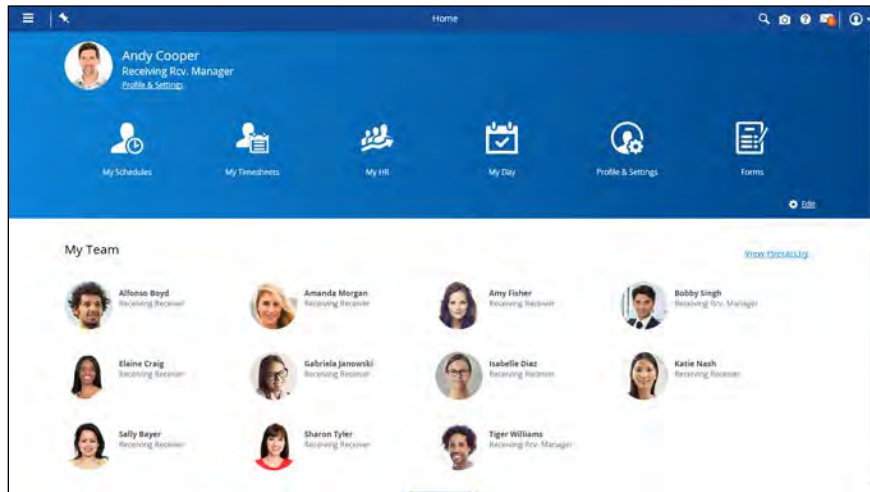 Home
Andy Cooper
Receiving Rcv. Manager
Profile & Settings
My Schedules
My Timesheets
My HR
My Day
Profile & Settings
Forms
Edit
My Team
View Directory
Alfonso Boyd
Receiving Receiver
Amanda Morgan
Receiving Receiver
Amy Fisher
Receiving Receiver
Bobby Singh
Receiving Rcv. Manager
Elaine Craig
Receiving Receiver
Gabriela Janowski
Receiving Receiver
Isabelle Diaz
Receiving Receiver
Katie Nash
Receiving Receiver
Sally Bayer
Receiving Receiver
Sharon Tyler
Receiving Receiver
Tiger Williams
Receiving Rcv. Manager